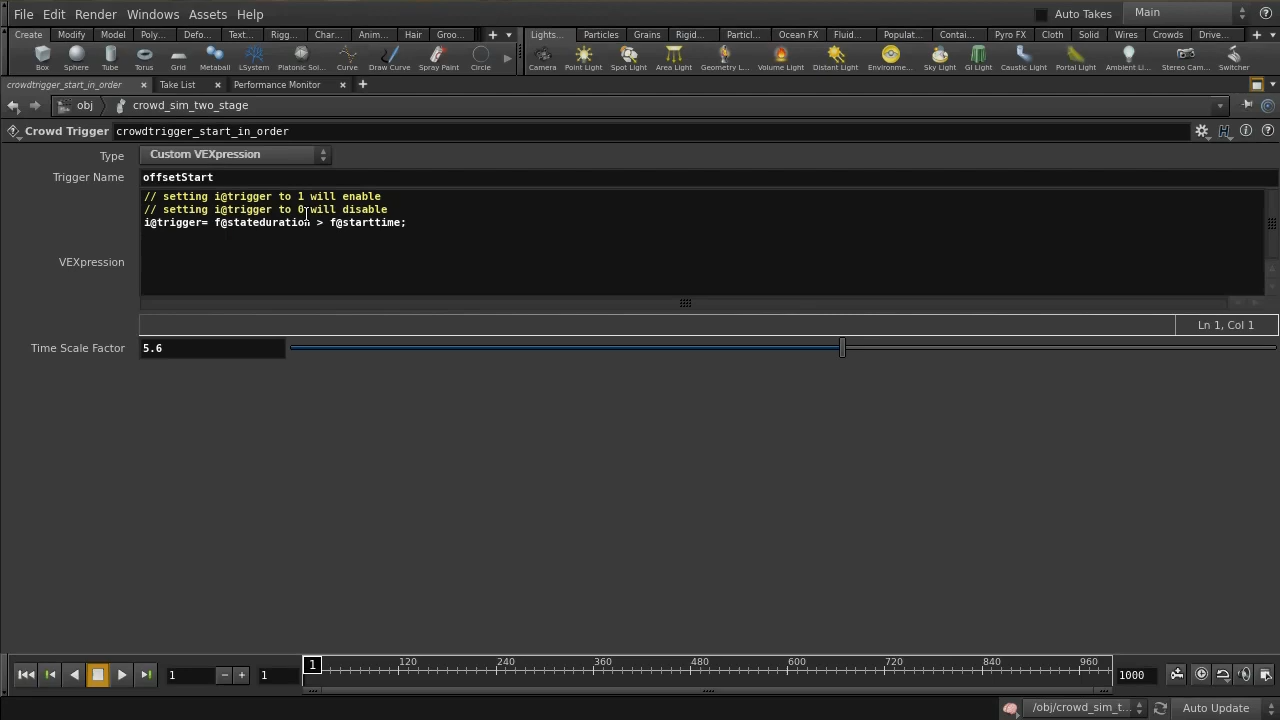 File Edit Render Windows Assets Help Auto Takes Main
Create Modify Model Poly... Defo... Text... Rigg... Char... Anim... Hair Groo... Lights... Particles Grains Rigid... Particl... Ocean FX Fluid... Populat... Contai... Pyro FX Cloth Solid Wires Crowds Drive...
Box Sphere Tube Torus Grid Metaball LSystem Platonic Sol... Curve Draw Curve Spray Paint Circle Camera Point Light Spot Light Area Light Geometry L... Volume Light Distant Light Environme... Sky Light GI Light Caustic Light Portal Light Ambient Li... Stereo Cam... Switcher
crowdtrigger_start_in_order Take List Performance Monitor
obj crowd_sim_two_stage
Crowd Trigger crowdtrigger_start_in_order
Type Custom VEXpression
Trigger Name offsetStart
// setting i@trigger to 1 will enable
// setting i@trigger to 0 will disable
i@trigger= f@stateduration > f@starttime;
VEXpression
Ln 1, Col 1
Time Scale Factor 5.6
1 1 1 120 240 360 480 600 720 840 960 1000
/obj/crowd_sim_t... Auto Update